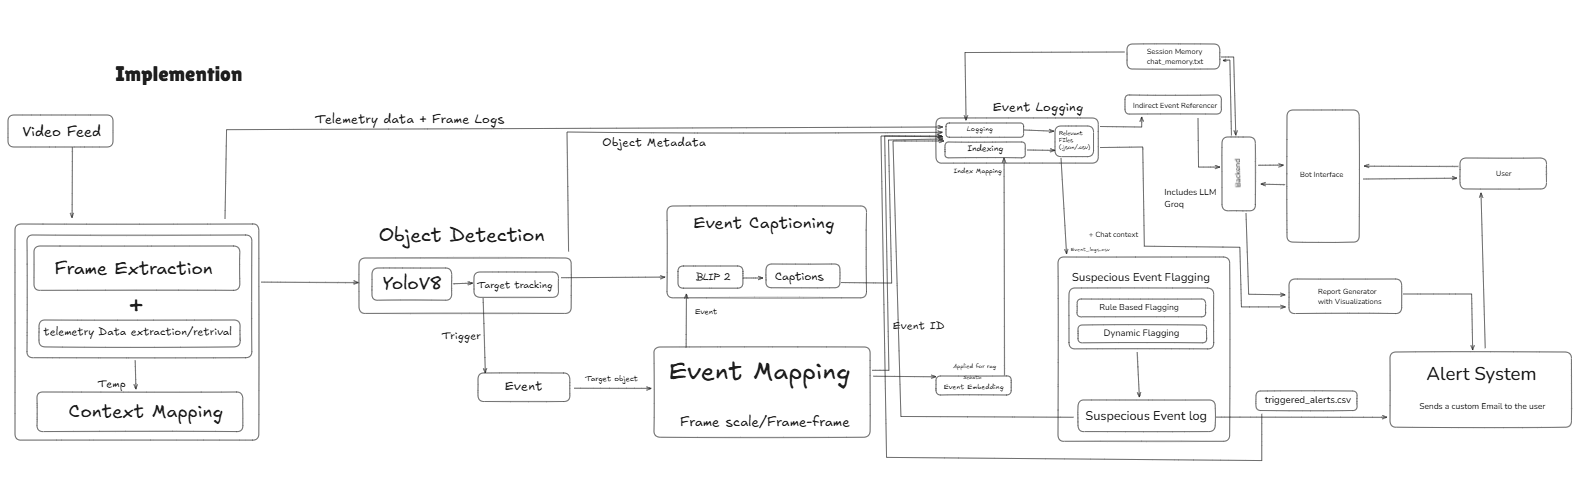 Implemention
Video Feed
Frame Extraction
+
telemetry Data extraction/retrival
Temp
Context Mapping
Telemetry data + Frame Logs
Object Metadata
Object Detection
YoloV8
Target tracking
Trigger
Event
Target object
Event Captioning
BLIP 2
Captions
Event
Event Mapping
Frame scale/Frame-frame
Event ID
Applied for rag
Event Embedding
Event Logging
Logging
Indexing
Relevant
Files
(.json/.csv)
Index Mapping
Session Memory
chat_memory.txt
Indirect Event Referencer
Includes LLM
Groq
Backend
Bot Interface
User
+ Chat context
Event_logs.csv
Suspecious Event Flagging
Rule Based Flagging
Dynamic Flagging
Suspecious Event log
Report Generator
with Visualizations
triggered_alerts.csv
Alert System
Sends a custom Email to the user